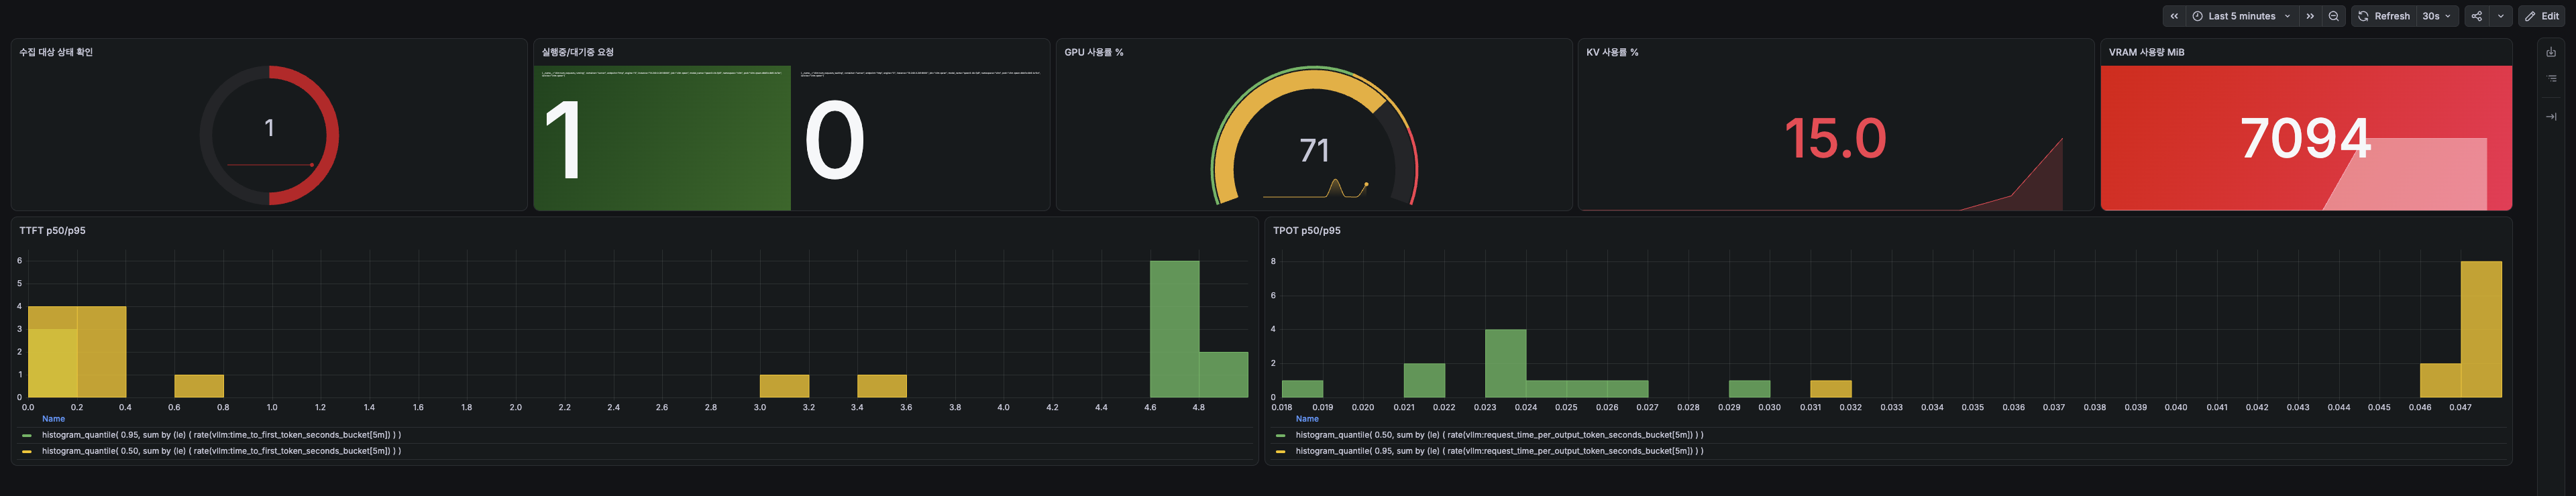 Last 5 minutes
Refresh
30s
Edit
수집 대상 상태 확인
실행중/대기중 요청
GPU 사용률 %
KV 사용률 %
VRAM 사용량 MiB
1
1
0
71
15.0
7094
TTFT p50/p95
6
5
4
3
2
1
0
0.0 0.2 0.4 0.6 0.8 1.0 1.2 1.4 1.6 1.8 2.0 2.2 2.4 2.6 2.8 3.0 3.2 3.4 3.6 3.8 4.0 4.2 4.4 4.6 4.8
Name
histogram_quantile( 0.95, sum by (le) ( rate(vllm:time_to_first_token_seconds_bucket[5m]) ) )
histogram_quantile( 0.50, sum by (le) ( rate(vllm:time_to_first_token_seconds_bucket[5m]) ) )
TPOT p50/p95
8
6
4
2
0
0.018 0.019 0.020 0.021 0.022 0.023 0.024 0.025 0.026 0.027 0.028 0.029 0.030 0.031 0.032 0.033 0.034 0.035 0.036 0.037 0.038 0.039 0.040 0.041 0.042 0.043 0.044 0.045 0.046 0.047
Name
histogram_quantile( 0.50, sum by (le) ( rate(vllm:request_time_per_output_token_seconds_bucket[5m]) ) )
histogram_quantile( 0.95, sum by (le) ( rate(vllm:request_time_per_output_token_seconds_bucket[5m]) ) )